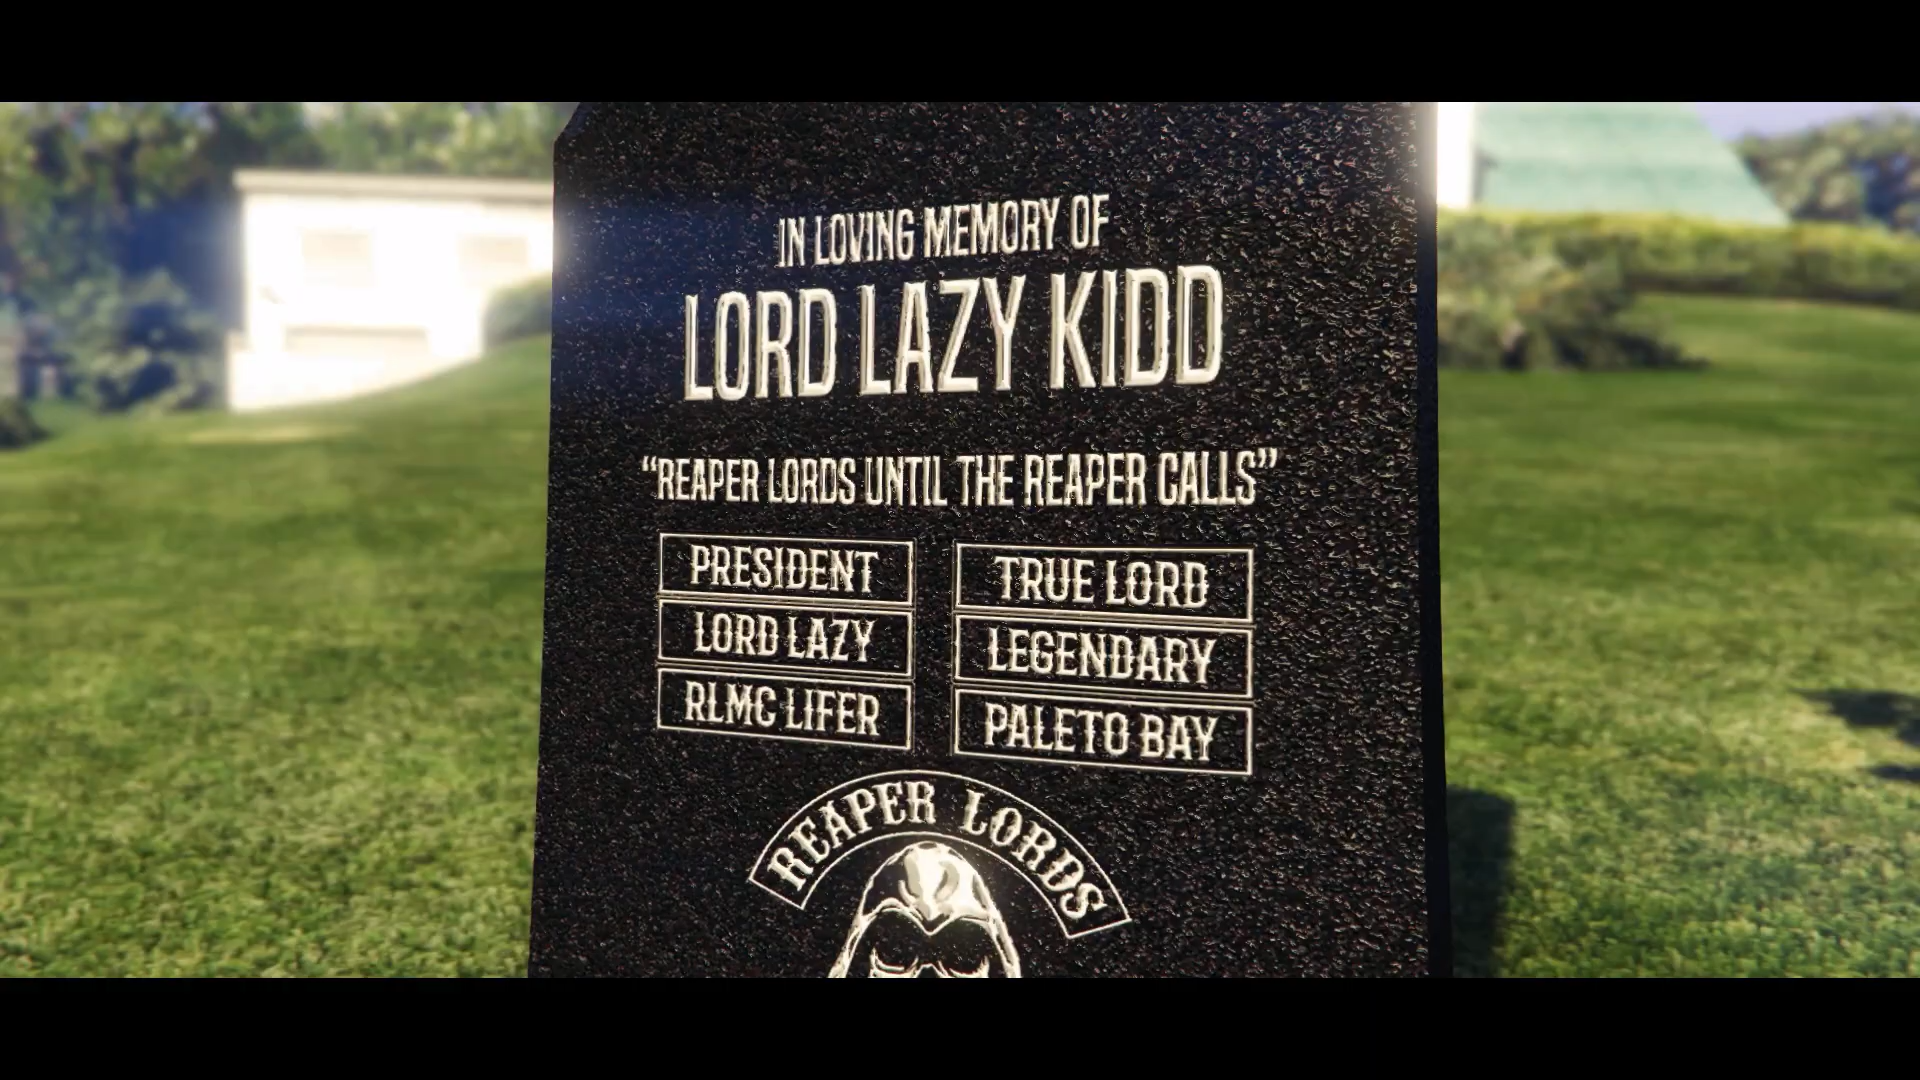 IN LOVING MEMORY OF
LORD LAZY KIDD
“REAPER LORDS UNTIL THE REAPER CALLS”
PRESIDENT
LORD LAZY
RLMC LIFER
TRUE LORD
LEGENDARY
PALETO BAY
REAPER LORDS